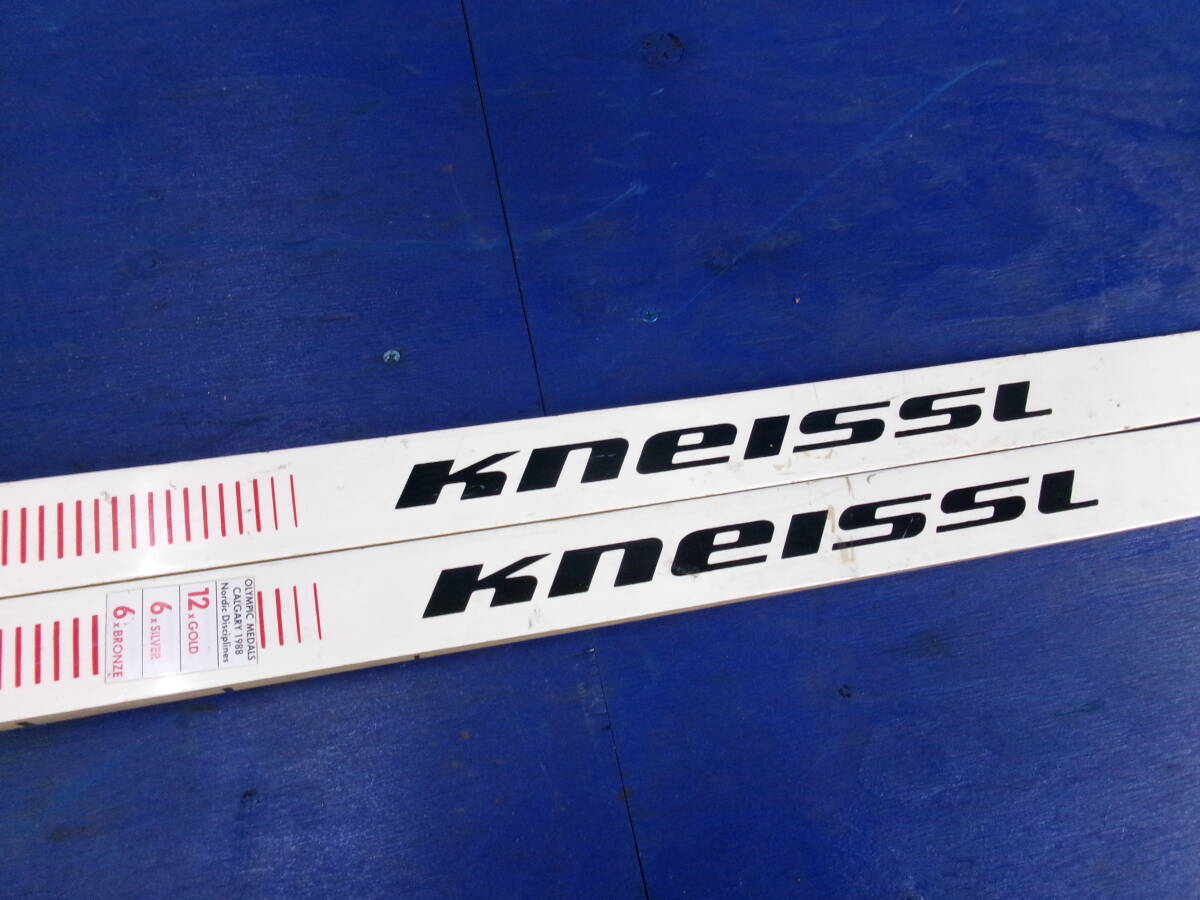 kneissl
kneissl
OLYMPIC MEDALS
CALGARY 1988
Nordic Disciplines
12 x GOLD
6 x SILVER
6 x BRONZE